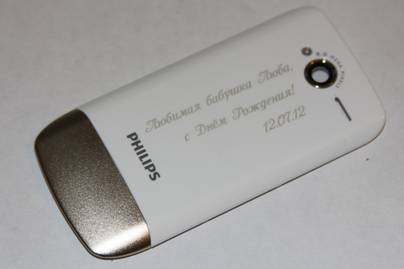 Любимая бабушка Люба,
с Днём Рождения!
12.07.12
PHILIPS